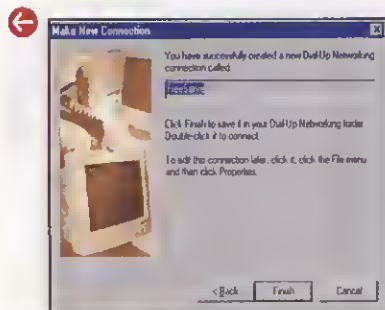 Make New Connection
You have successfully created a new Dial-Up Networking
connection called:
FreeServe
Click Finish to save it in your Dial-Up Networking folder.
Double-click it to connect.
To edit this connection later, click it, click the File menu
and then click Properties.
< Back
Finish
Cancel